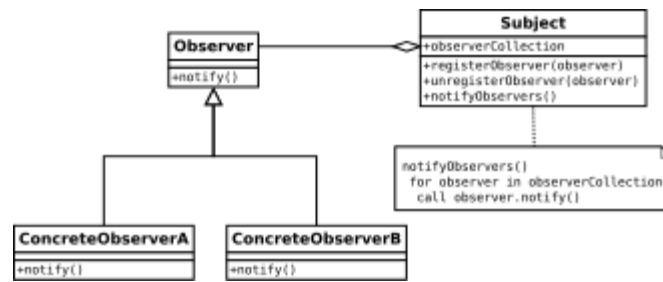 Subject
Observer
+observerCollection
+notify()
+registerObserver(observer)
+unregisterObserver(observer)
+notifyObservers()
notifyObservers()
for observer in observerCollection
call observer.notify()
ConcreteObserverA
ConcreteObserverB
+notify()
+notify()